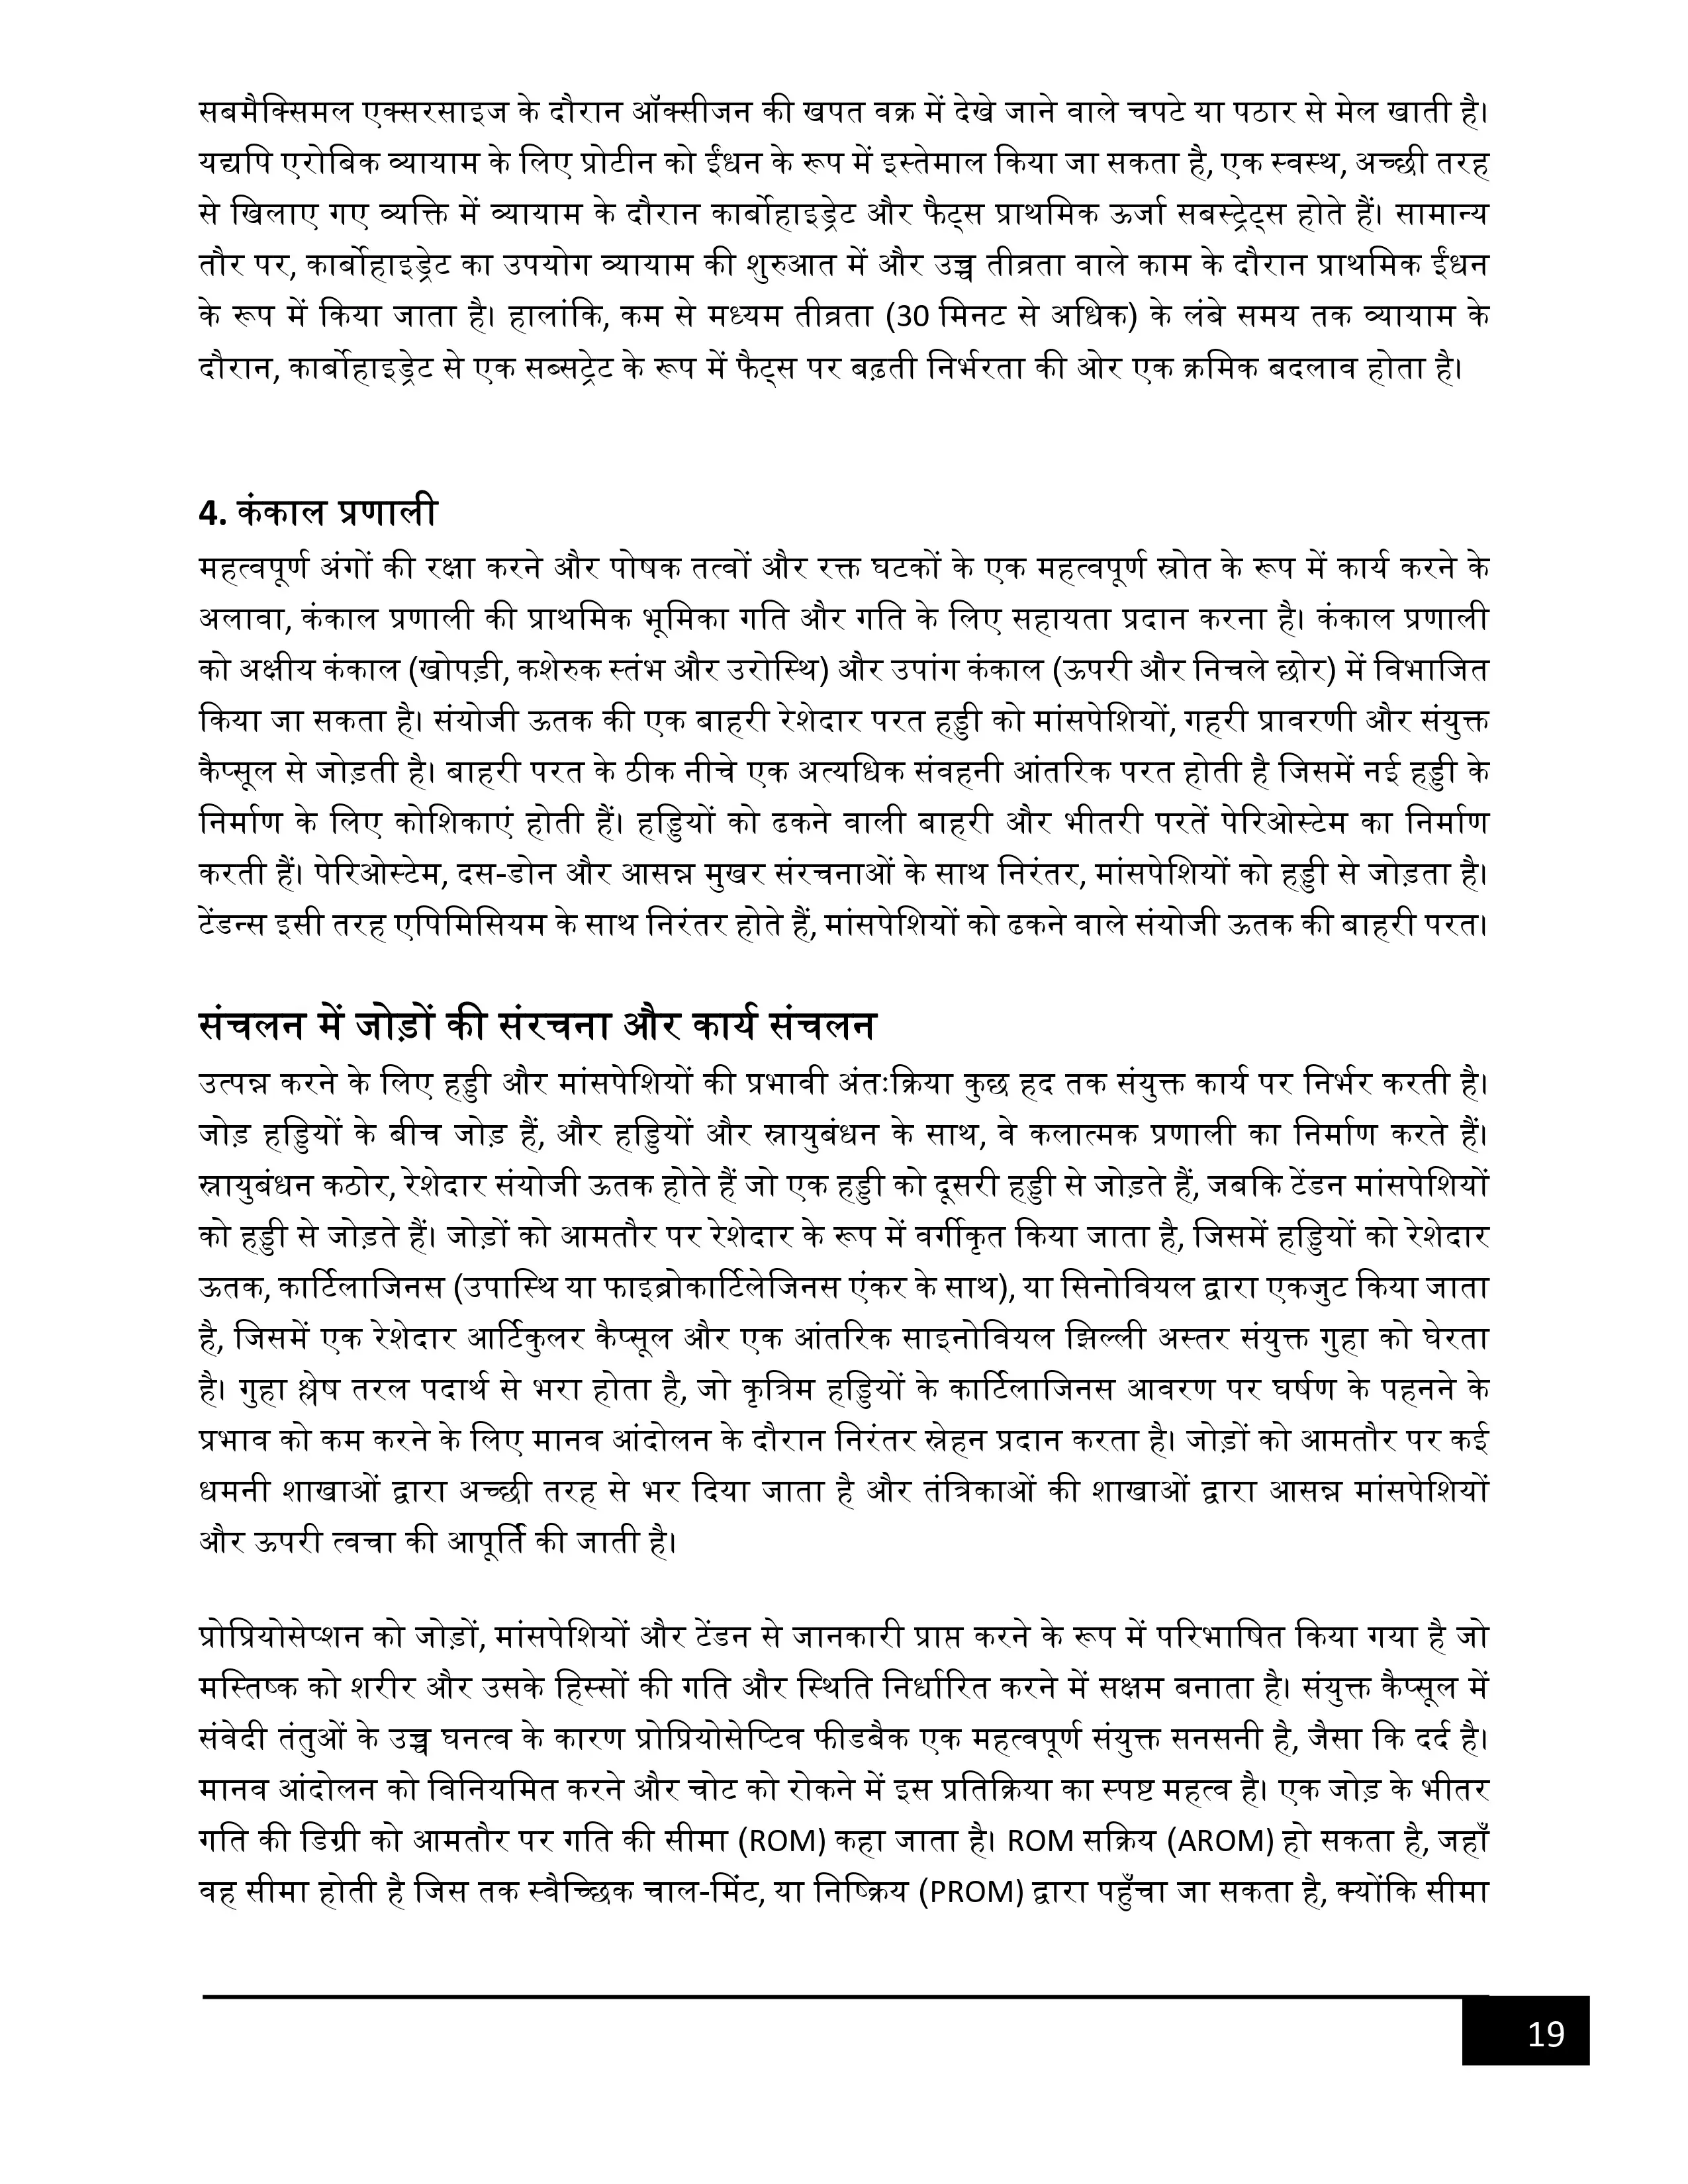 सबमैक्सिमल एक्सरसाइज के दौरान ऑक्सीजन की खपत वक्र में देखे जाने वाले चपटे या पठार से मेल खाती है।
यद्यपि एरोबिक व्यायाम के लिए प्रोटीन को ईंधन के रूप में इस्तेमाल किया जा सकता है, एक स्वस्थ, अच्छी तरह
से खिलाए गए व्यक्ति में व्यायाम के दौरान कार्बोहाइड्रेट और फैट्स प्राथमिक ऊर्जा सबस्ट्रेट्स होते हैं। सामान्य
तौर पर, कार्बोहाइड्रेट का उपयोग व्यायाम की शुरुआत में और उच्च तीव्रता वाले काम के दौरान प्राथमिक ईंधन
के रूप में किया जाता है। हालांकि, कम से मध्यम तीव्रता (30 मिनट से अधिक) के लंबे समय तक व्यायाम के
दौरान, कार्बोहाइड्रेट से एक सब्सट्रेट के रूप में फैट्स पर बढ़ती निर्भरता की ओर एक क्रमिक बदलाव होता है।
4. कंकाल प्रणाली
महत्वपूर्ण अंगों की रक्षा करने और पोषक तत्वों और रक्त घटकों के एक महत्वपूर्ण स्रोत के रूप में कार्य करने के
अलावा, कंकाल प्रणाली की प्राथमिक भूमिका गति और गति के लिए सहायता प्रदान करना है। कंकाल प्रणाली
को अक्षीय कंकाल (खोपड़ी, कशेरुक स्तंभ और उरोस्थि) और उपांग कंकाल (ऊपरी और निचले छोर) में विभाजित
किया जा सकता है। संयोजी ऊतक की एक बाहरी रेशेदार परत हड्डी को मांसपेशियों, गहरी प्रावरणी और संयुक्त
कैप्सूल से जोड़ती है। बाहरी परत के ठीक नीचे एक अत्यधिक संवहनी आंतरिक परत होती है जिसमें नई हड्डी के
निर्माण के लिए कोशिकाएं होती हैं। हड्डियों को ढकने वाली बाहरी और भीतरी परतें पेरिओस्टेम का निर्माण
करती हैं। पेरिओस्टेम, दस-डोन और आसन्न मुखर संरचनाओं के साथ निरंतर, मांसपेशियों को हड्डी से जोड़ता है।
टेंडन्स इसी तरह एपिमिसियम के साथ निरंतर होते हैं, मांसपेशियों को ढकने वाले संयोजी ऊतक की बाहरी परत।
संचलन में जोड़ों की संरचना और कार्य संचलन
उत्पन्न करने के लिए हड्डी और मांसपेशियों की प्रभावी अंतःक्रिया कुछ हद तक संयुक्त कार्य पर निर्भर करती है।
जोड़ हड्डियों के बीच जोड़ हैं, और हड्डियों और स्नायुबंधन के साथ, वे कलात्मक प्रणाली का निर्माण करते हैं।
स्नायुबंधन कठोर, रेशेदार संयोजी ऊतक होते हैं जो एक हड्डी को दूसरी हड्डी से जोड़ते हैं, जबकि टेंडन मांसपेशियों
को हड्डी से जोड़ते हैं। जोड़ों को आमतौर पर रेशेदार के रूप में वर्गीकृत किया जाता है, जिसमें हड्डियों को रेशेदार
ऊतक, कार्टिलाजिनस (उपास्थि या फाइब्रोकार्टिलेजिनस एंकर के साथ), या सिनोवियल द्वारा एकजुट किया जाता
है, जिसमें एक रेशेदार आर्टिकुलर कैप्सूल और एक आंतरिक साइनोवियल झिल्ली अस्तर संयुक्त गुहा को घेरता
है। गुहा श्लेष तरल पदार्थ से भरा होता है, जो कृत्रिम हड्डियों के कार्टिलाजिनस आवरण पर घर्षण के पहनने के
प्रभाव को कम करने के लिए मानव आंदोलन के दौरान निरंतर स्नेहन प्रदान करता है। जोड़ों को आमतौर पर कई
धमनी शाखाओं द्वारा अच्छी तरह से भर दिया जाता है और तंत्रिकाओं की शाखाओं द्वारा आसन्न मांसपेशियों
और ऊपरी त्वचा की आपूर्ति की जाती है।
प्रोप्रियोसेप्शन को जोड़ों, मांसपेशियों और टेंडन से जानकारी प्राप्त करने के रूप में परिभाषित किया गया है जो
मस्तिष्क को शरीर और उसके हिस्सों की गति और स्थिति निर्धारित करने में सक्षम बनाता है। संयुक्त कैप्सूल में
संवेदी तंतुओं के उच्च घनत्व के कारण प्रोप्रियोसेप्टिव फीडबैक एक महत्वपूर्ण संयुक्त सनसनी है, जैसा कि दर्द है।
मानव आंदोलन को विनियमित करने और चोट को रोकने में इस प्रतिक्रिया का स्पष्ट महत्व है। एक जोड़ के भीतर
गति की डिग्री को आमतौर पर गति की सीमा (ROM) कहा जाता है। ROM सक्रिय (AROM) हो सकता है, जहाँ
वह सीमा होती है जिस तक स्वैच्छिक चाल-मिंट, या निष्क्रिय (PROM) द्वारा पहुँचा जा सकता है, क्योंकि सीमा
19